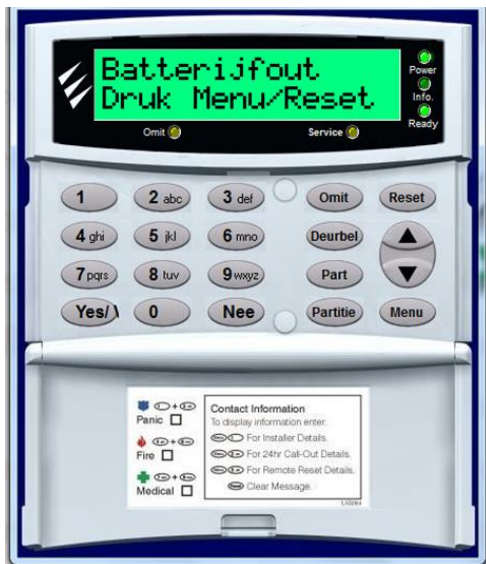 Batterijfout
Druk Menu/Reset
Power
Info.
Ready
Omit
Service
1 2 abc 3 def Omit Reset
4 ghi 5 jkl 6 mno Deurbel
7 pqrs 8 tuv 9 wxyz Part
Yes/ 0 Nee Partitie Menu
Panic
Fire
Medical
Contact Information
To display information enter:
For Installer Details.
For 24hr Call-Out Details.
For Remote Reset Details.
Clear Message.